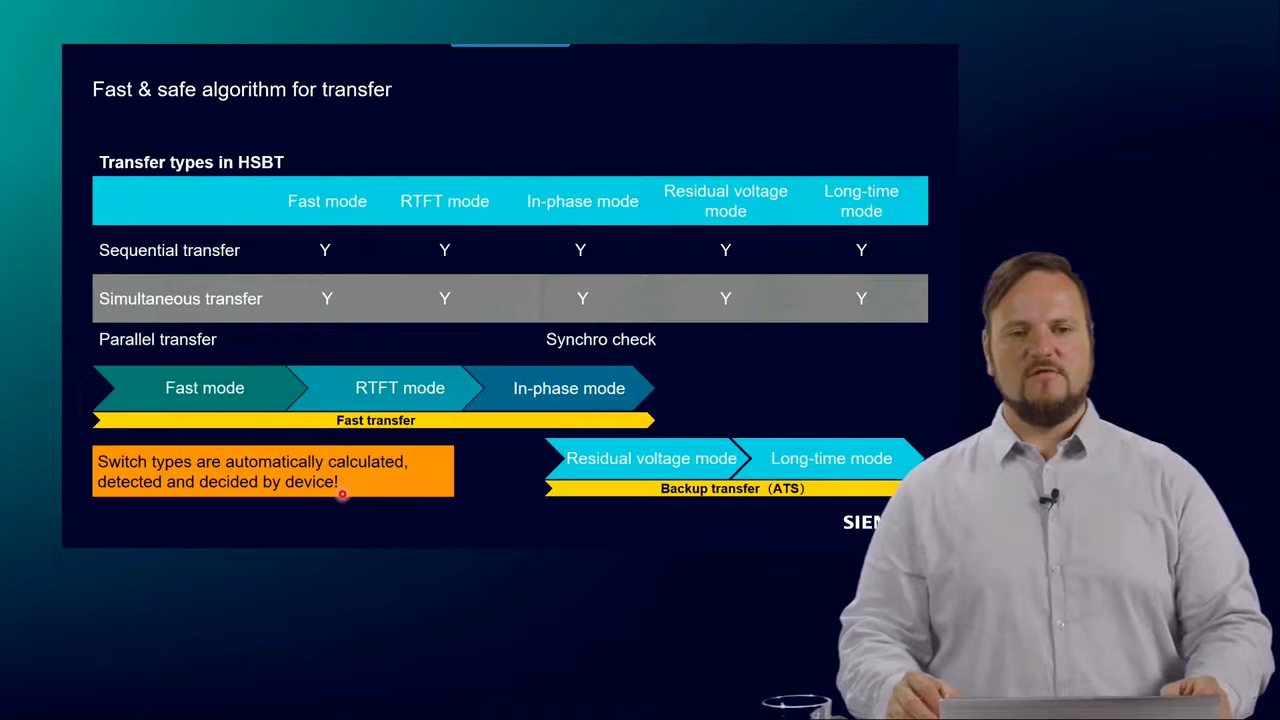 Fast & safe algorithm for transfer
Transfer types in HSBT
Fast mode RTFT mode In-phase mode Residual voltage mode Long-time mode
Sequential transfer Y Y Y Y Y
Simultaneous transfer Y Y Y Y Y
Parallel transfer Synchro check
Fast mode RTFT mode In-phase mode
Fast transfer
Switch types are automatically calculated,
detected and decided by device!
Residual voltage mode Long-time mode
Backup transfer（ATS）